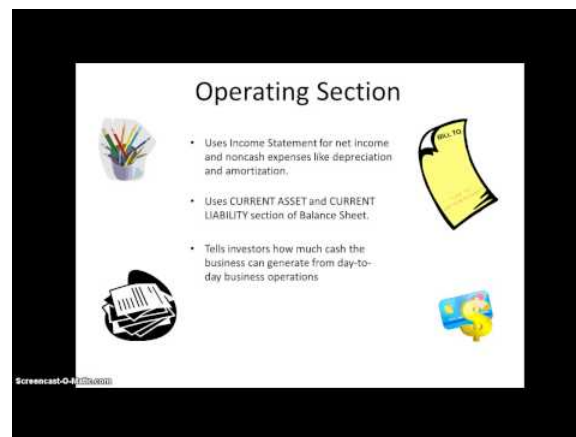 Operating Section
• Uses Income Statement for net income
and noncash expenses like depreciation
and amortization.
• Uses CURRENT ASSET and CURRENT
LIABILITY section of Balance Sheet.
• Tells investors how much cash the
business can generate from day-to-
day business operations
BILL TO:
Screencast-O-Matic.com